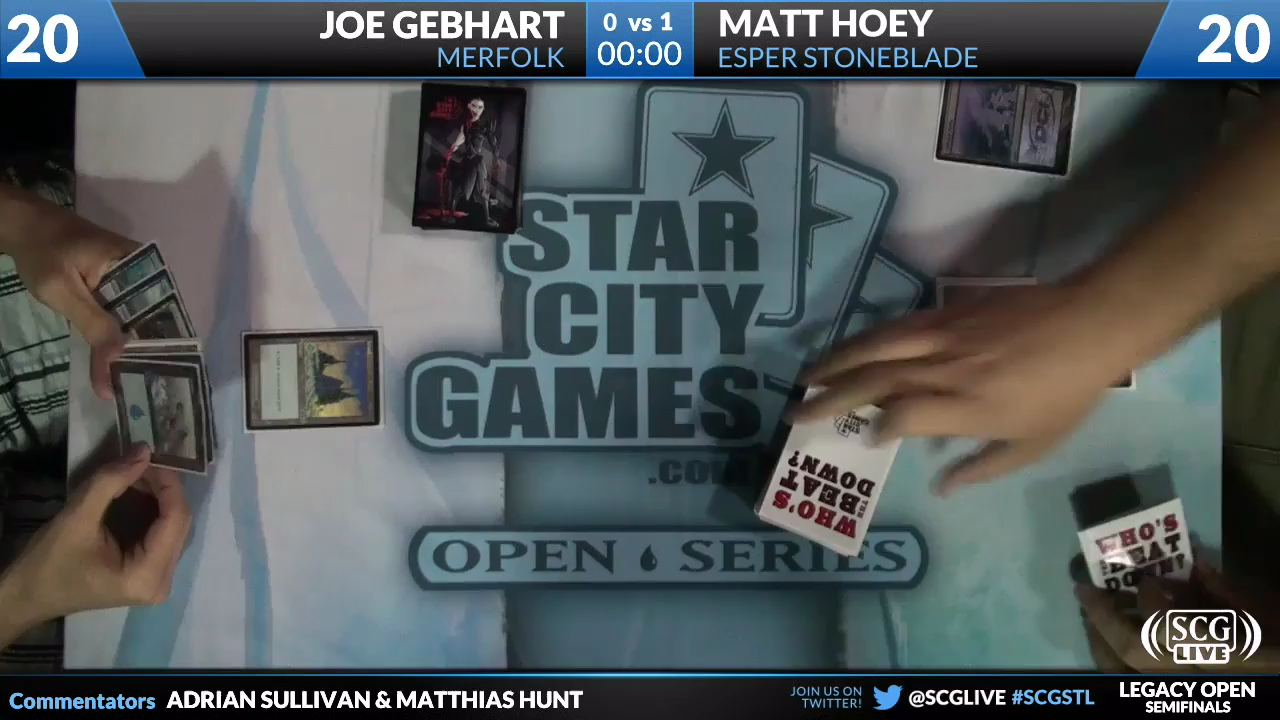 20
JOE GEBHART
MERFOLK
0 vs 1
00:00
MATT HOEY
ESPER STONEBLADE
20
STAR
CITY
GAMES
.COM
OPEN SERIES
WHO'S
THE BEAT
DOWN?
WHO'S
THE BEAT
DOWN?
SCG
LIVE
Commentators ADRIAN SULLIVAN & MATTHIAS HUNT
JOIN US ON
TWITTER!
@SCGLIVE #SCGSTL
LEGACY OPEN
SEMIFINALS